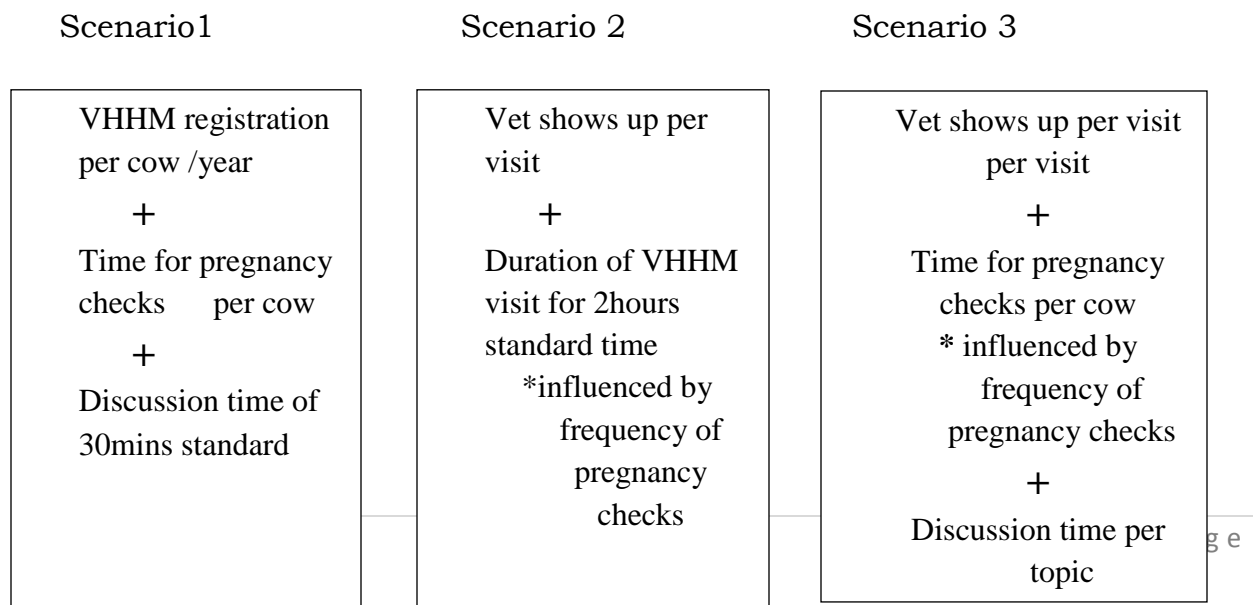 Scenario1
Scenario 2
Scenario 3
VHHM registration
per cow /year
+
Time for pregnancy
checks per cow
+
Discussion time of
30mins standard
Vet shows up per
visit
+
Duration of VHHM
visit for 2hours
standard time
*influenced by
frequency of
pregnancy
checks
Vet shows up per visit
per visit
+
Time for pregnancy
checks per cow
* influenced by
frequency of
pregnancy checks
+
Discussion time per
topic
g e